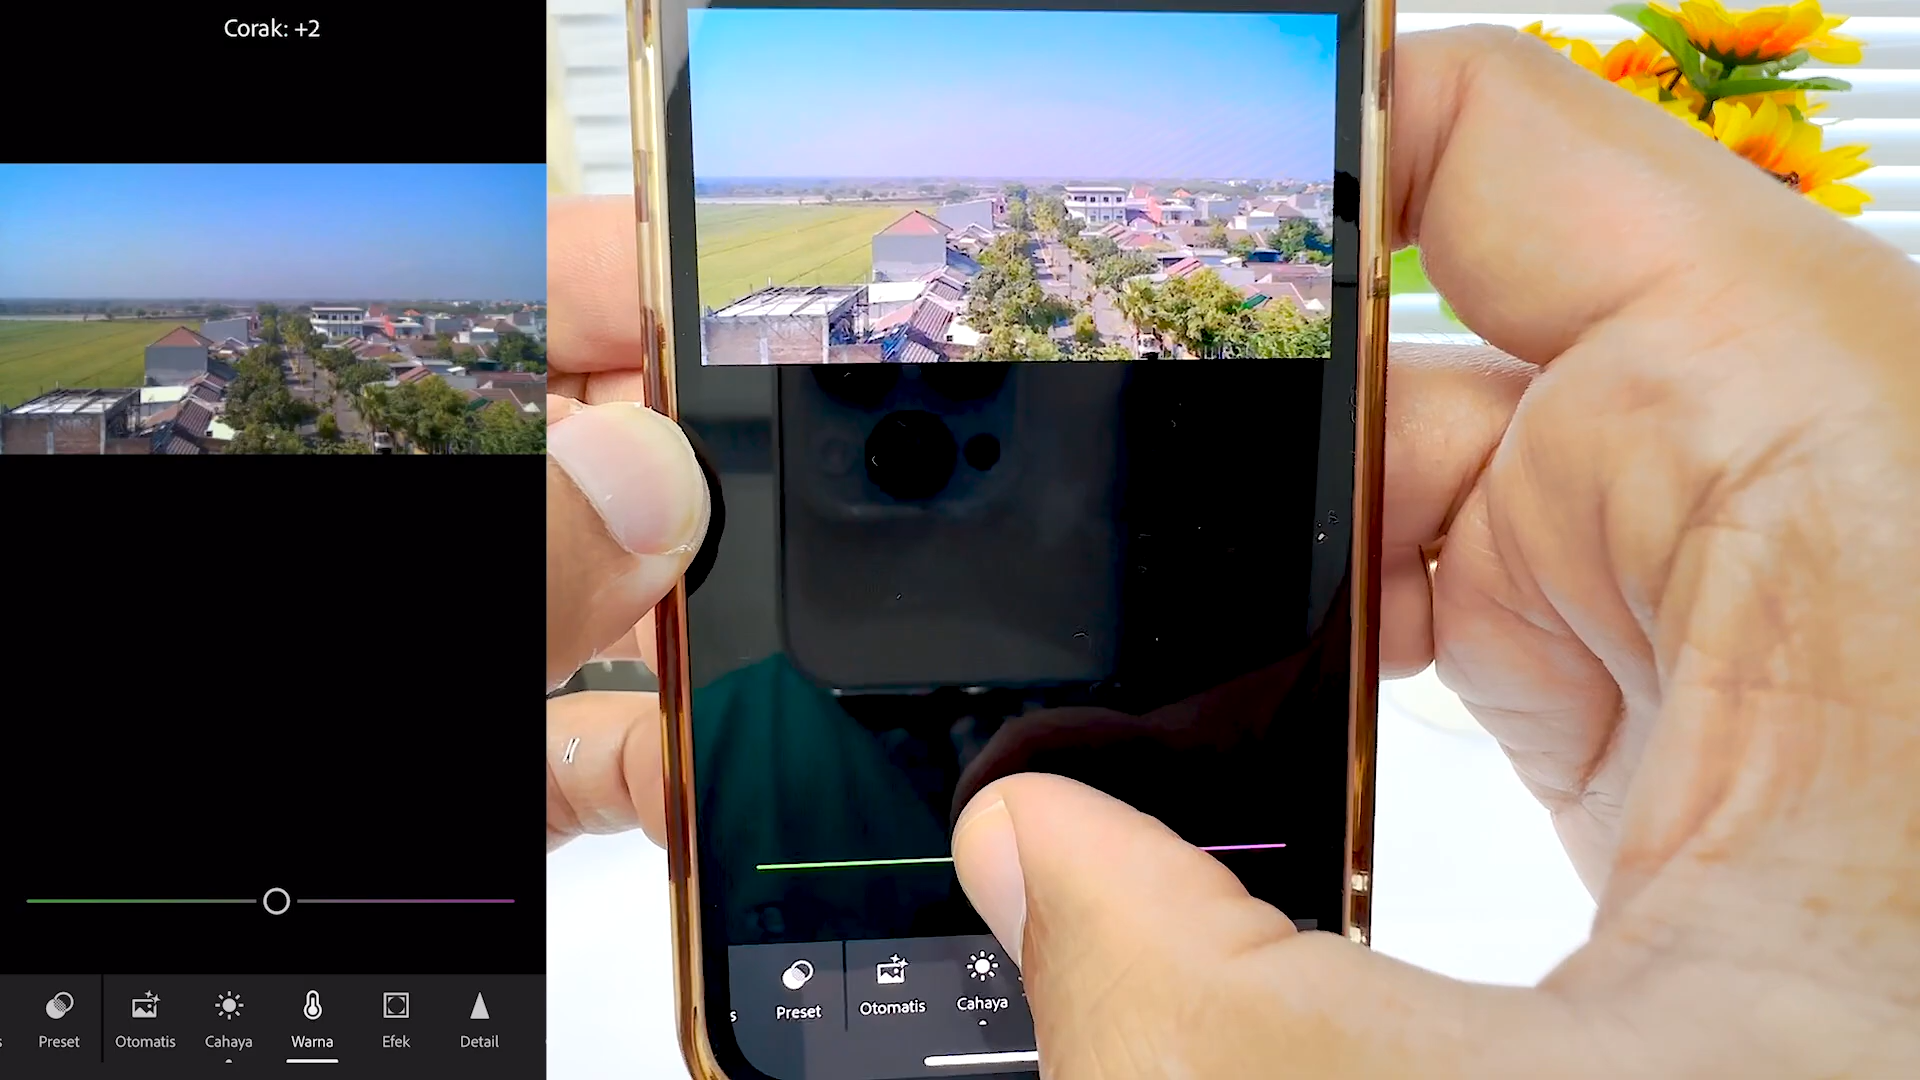 Corak: +2
s
Preset
Otomatis
Cahaya
Warna
Efek
Detail
s
Preset
Otomatis
Cahaya